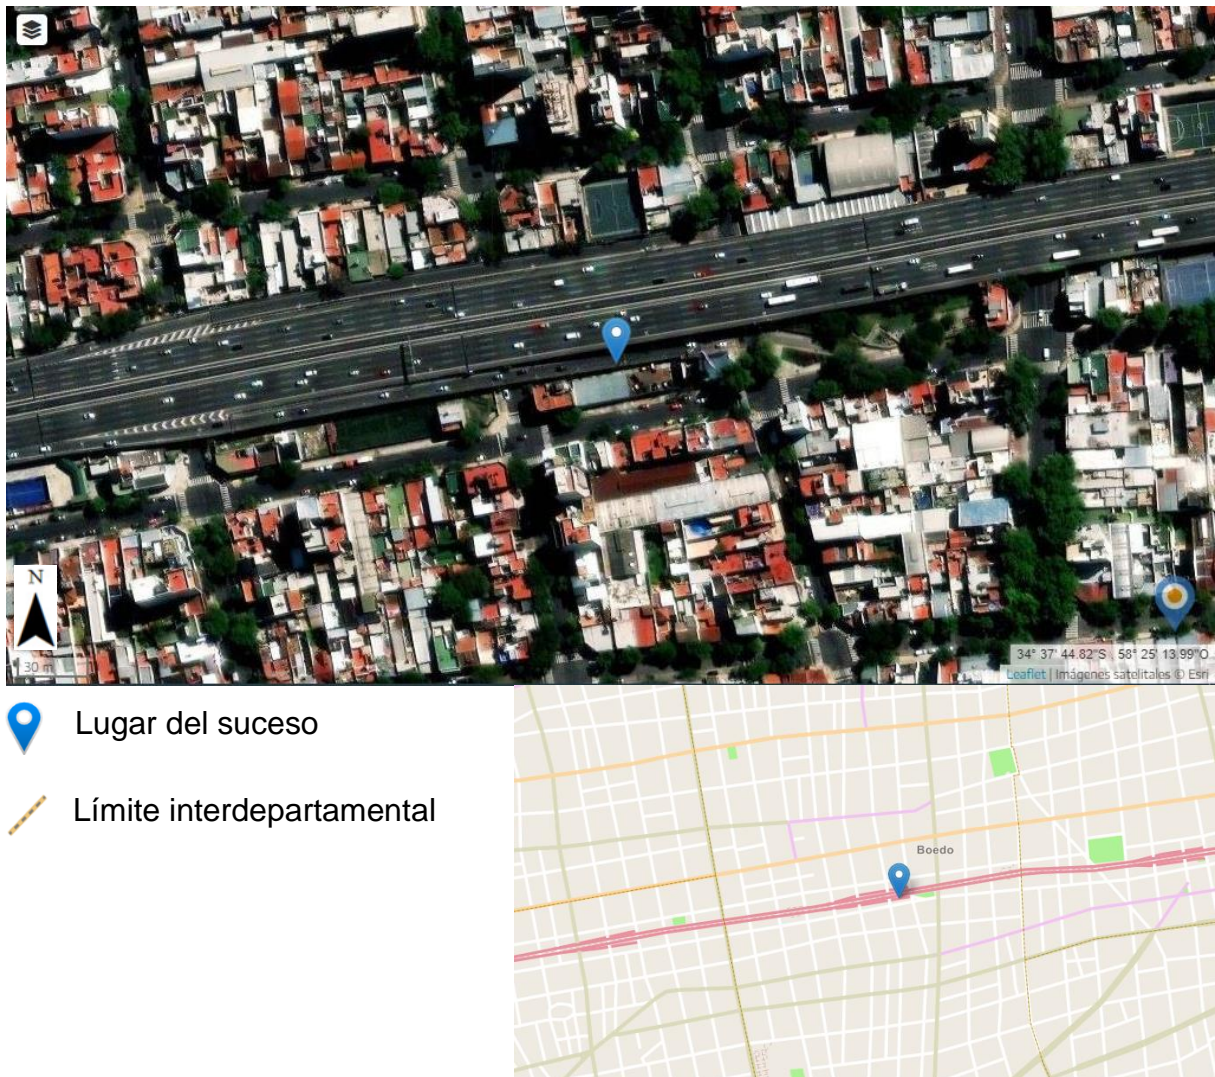 N
30 m
34° 37' 44.82"S , 58° 25' 13.99"O
Leaflet | Imágenes satelitales © Esri
Lugar del suceso
Límite interdepartamental
Boedo